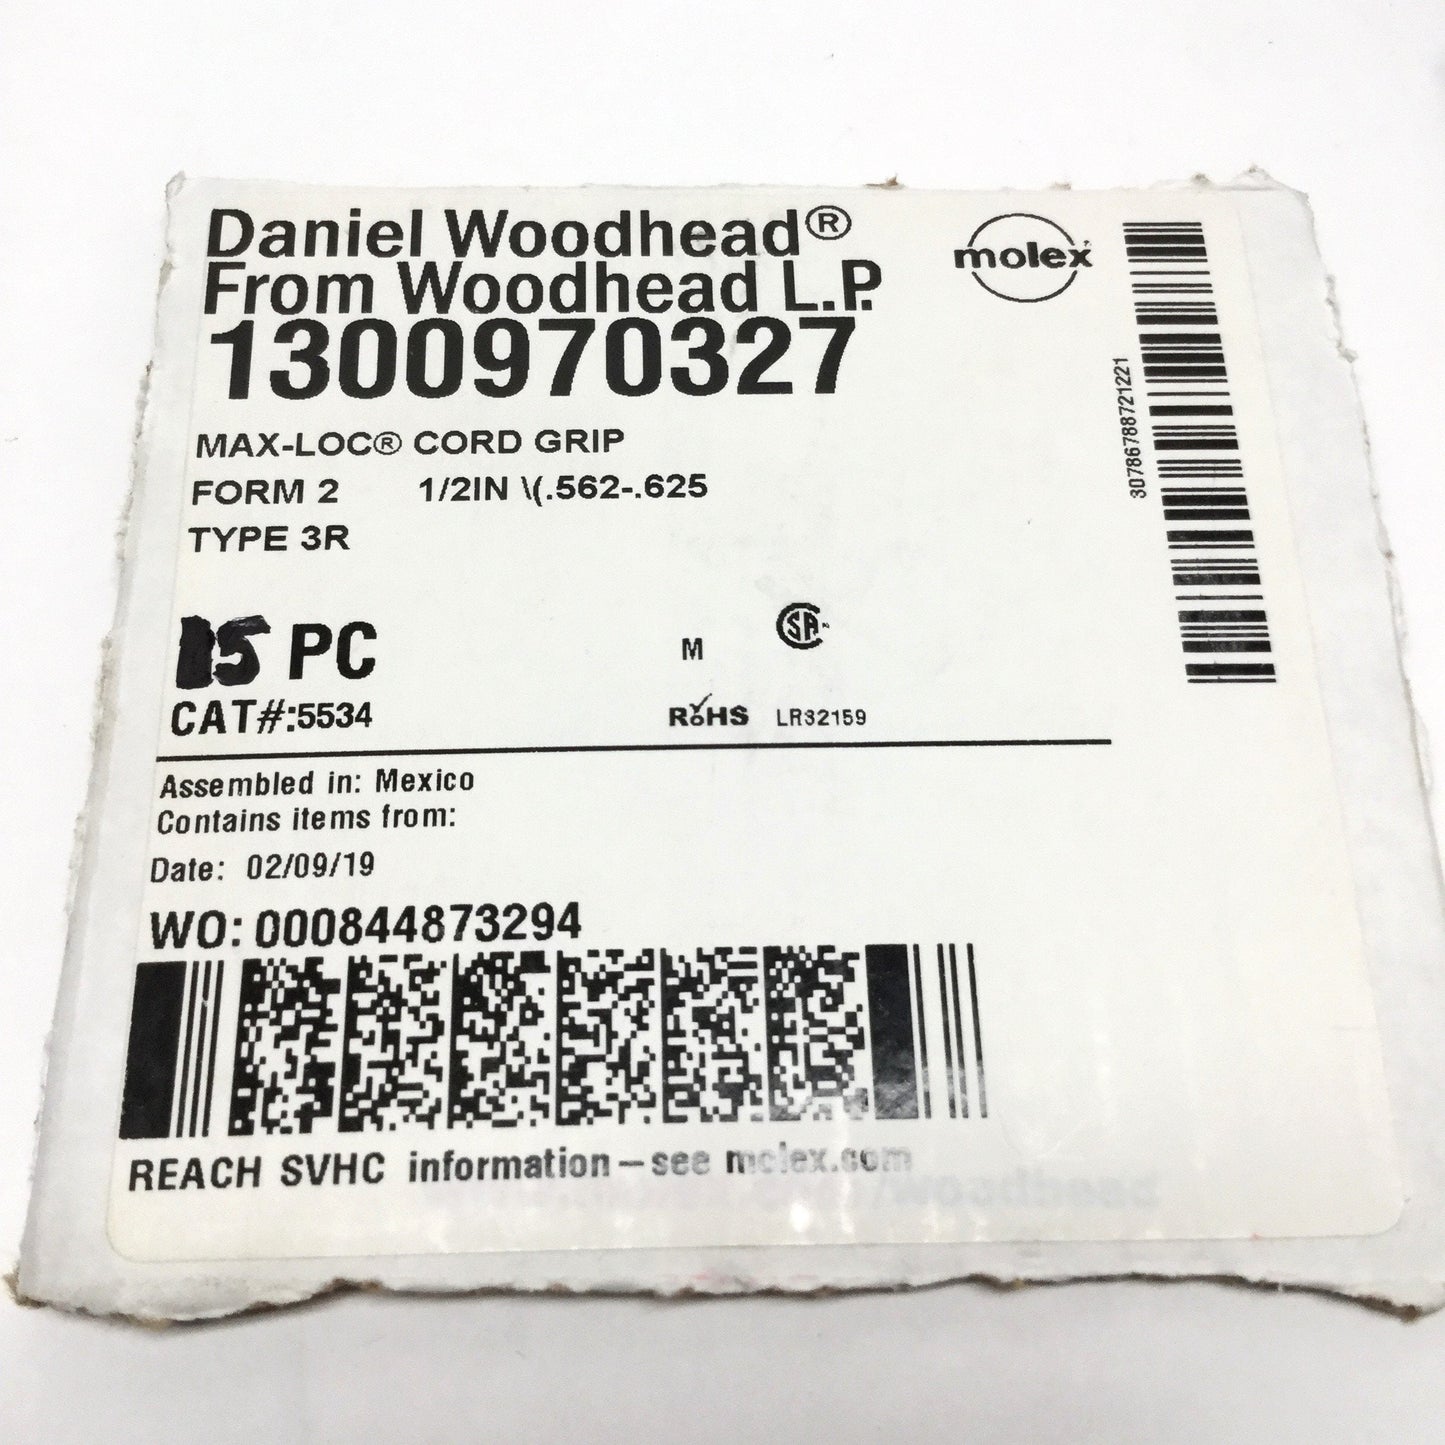 Daniel Woodhead®
From Woodhead L.P.
1300970327
molex
30786788721221
MAX-LOC® CORD GRIP
FORM 2 1/2IN \(.562-.625
TYPE 3R
15 PC
M
CAT#:5534
RoHS LR32159
Assembled in: Mexico
Contains items from:
Date: 02/09/19
WO: 000844873294
REACH SVHC information – see molex.com
/woodhead